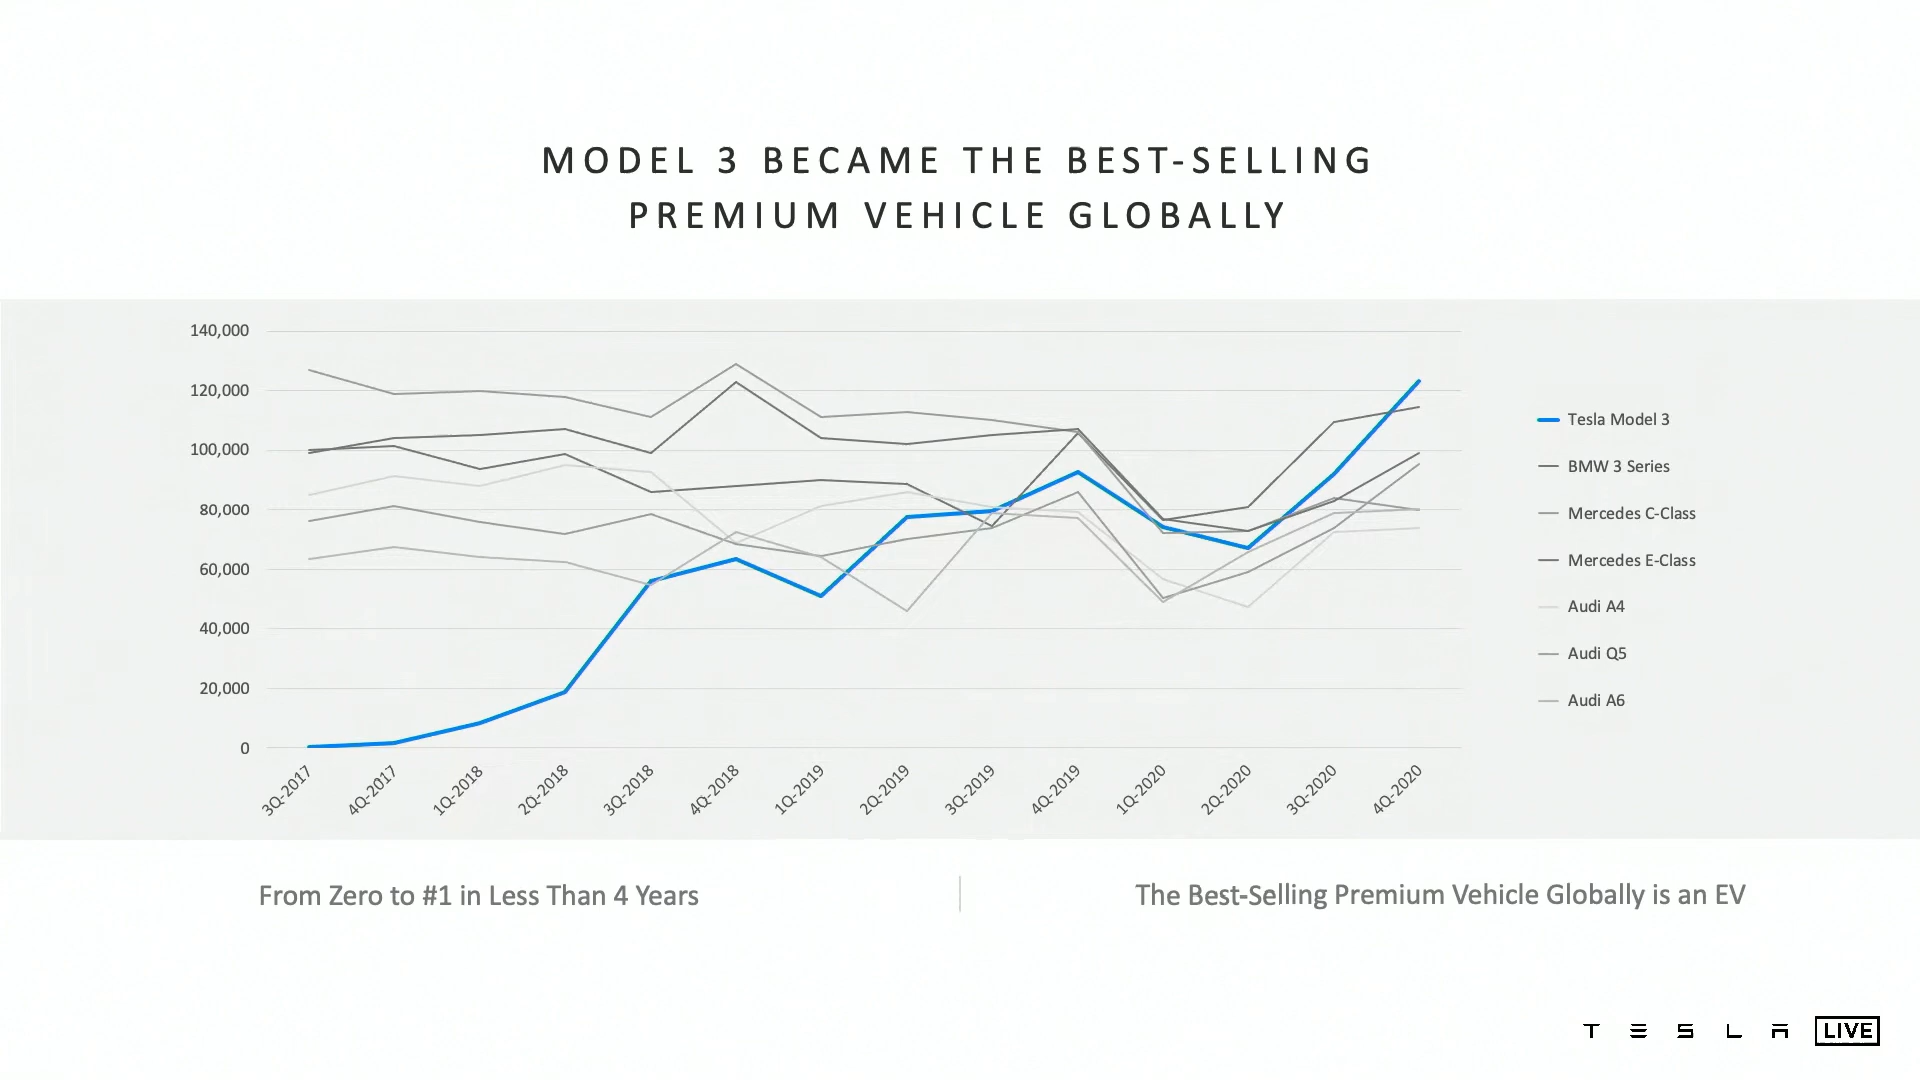 MODEL 3 BECAME THE BEST-SELLING
PREMIUM VEHICLE GLOBALLY
140,000
120,000
100,000
80,000
60,000
40,000
20,000
0
3Q-2017
4Q-2017
1Q-2018
2Q-2018
3Q-2018
4Q-2018
1Q-2019
2Q-2019
3Q-2019
4Q-2019
1Q-2020
2Q-2020
3Q-2020
4Q-2020
Tesla Model 3
BMW 3 Series
Mercedes C-Class
Mercedes E-Class
Audi A4
Audi Q5
Audi A6
From Zero to #1 in Less Than 4 Years
The Best-Selling Premium Vehicle Globally is an EV
TESLA LIVE